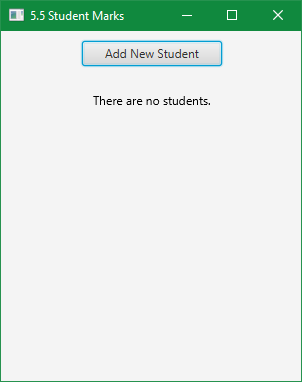 5.5 Student Marks
Add New Student
There are no students.